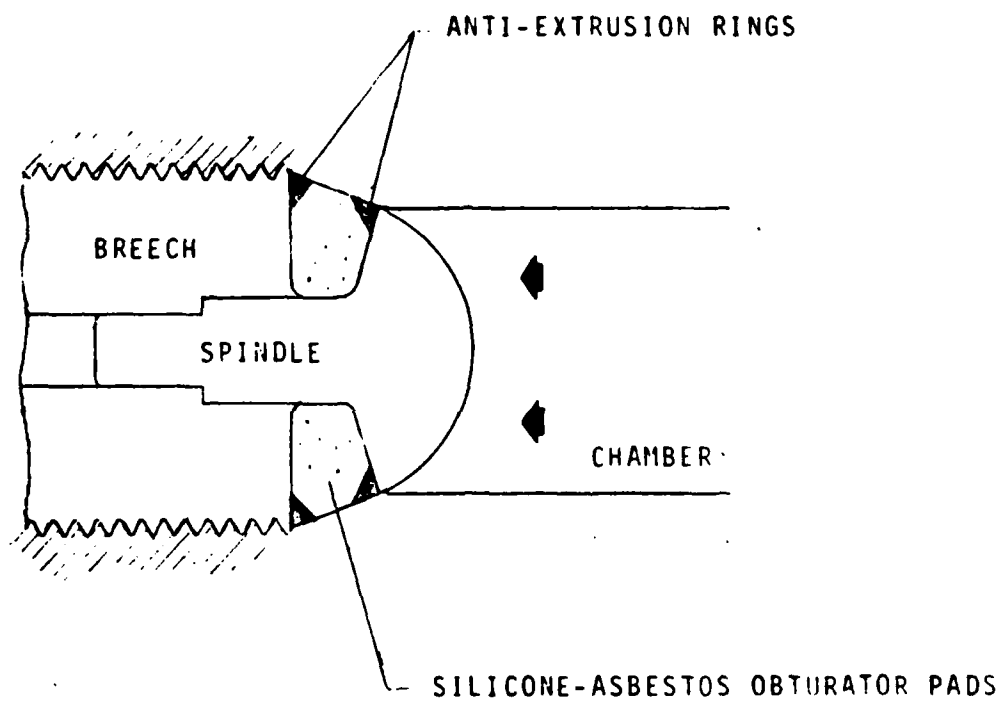 ANTI-EXTRUSION RINGS
BREECH
SPINDLE
CHAMBER
SILICONE-ASBESTOS OBTURATOR PADS